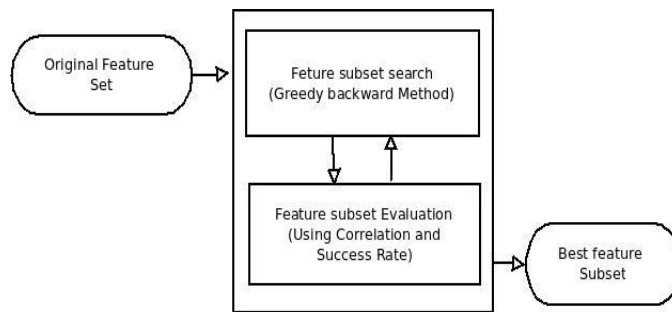 Original Feature
Set
Feture subset search
(Greedy backward Method)
Feature subset Evaluation
(Using Correlation and
Success Rate)
Best feature
Subset